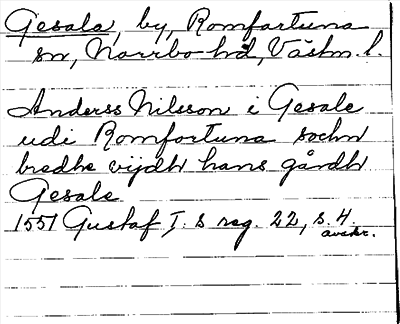 Gesala, by, Romfartuna
sn, Norrbo hd, Västm. l.
Anderss Nilsson i Gesale
udi Romfortuna sochn
bredhe vijdh hans gårdh
Gesale
1551 Gustaf I. s reg. 22, s. 4.
avskr.